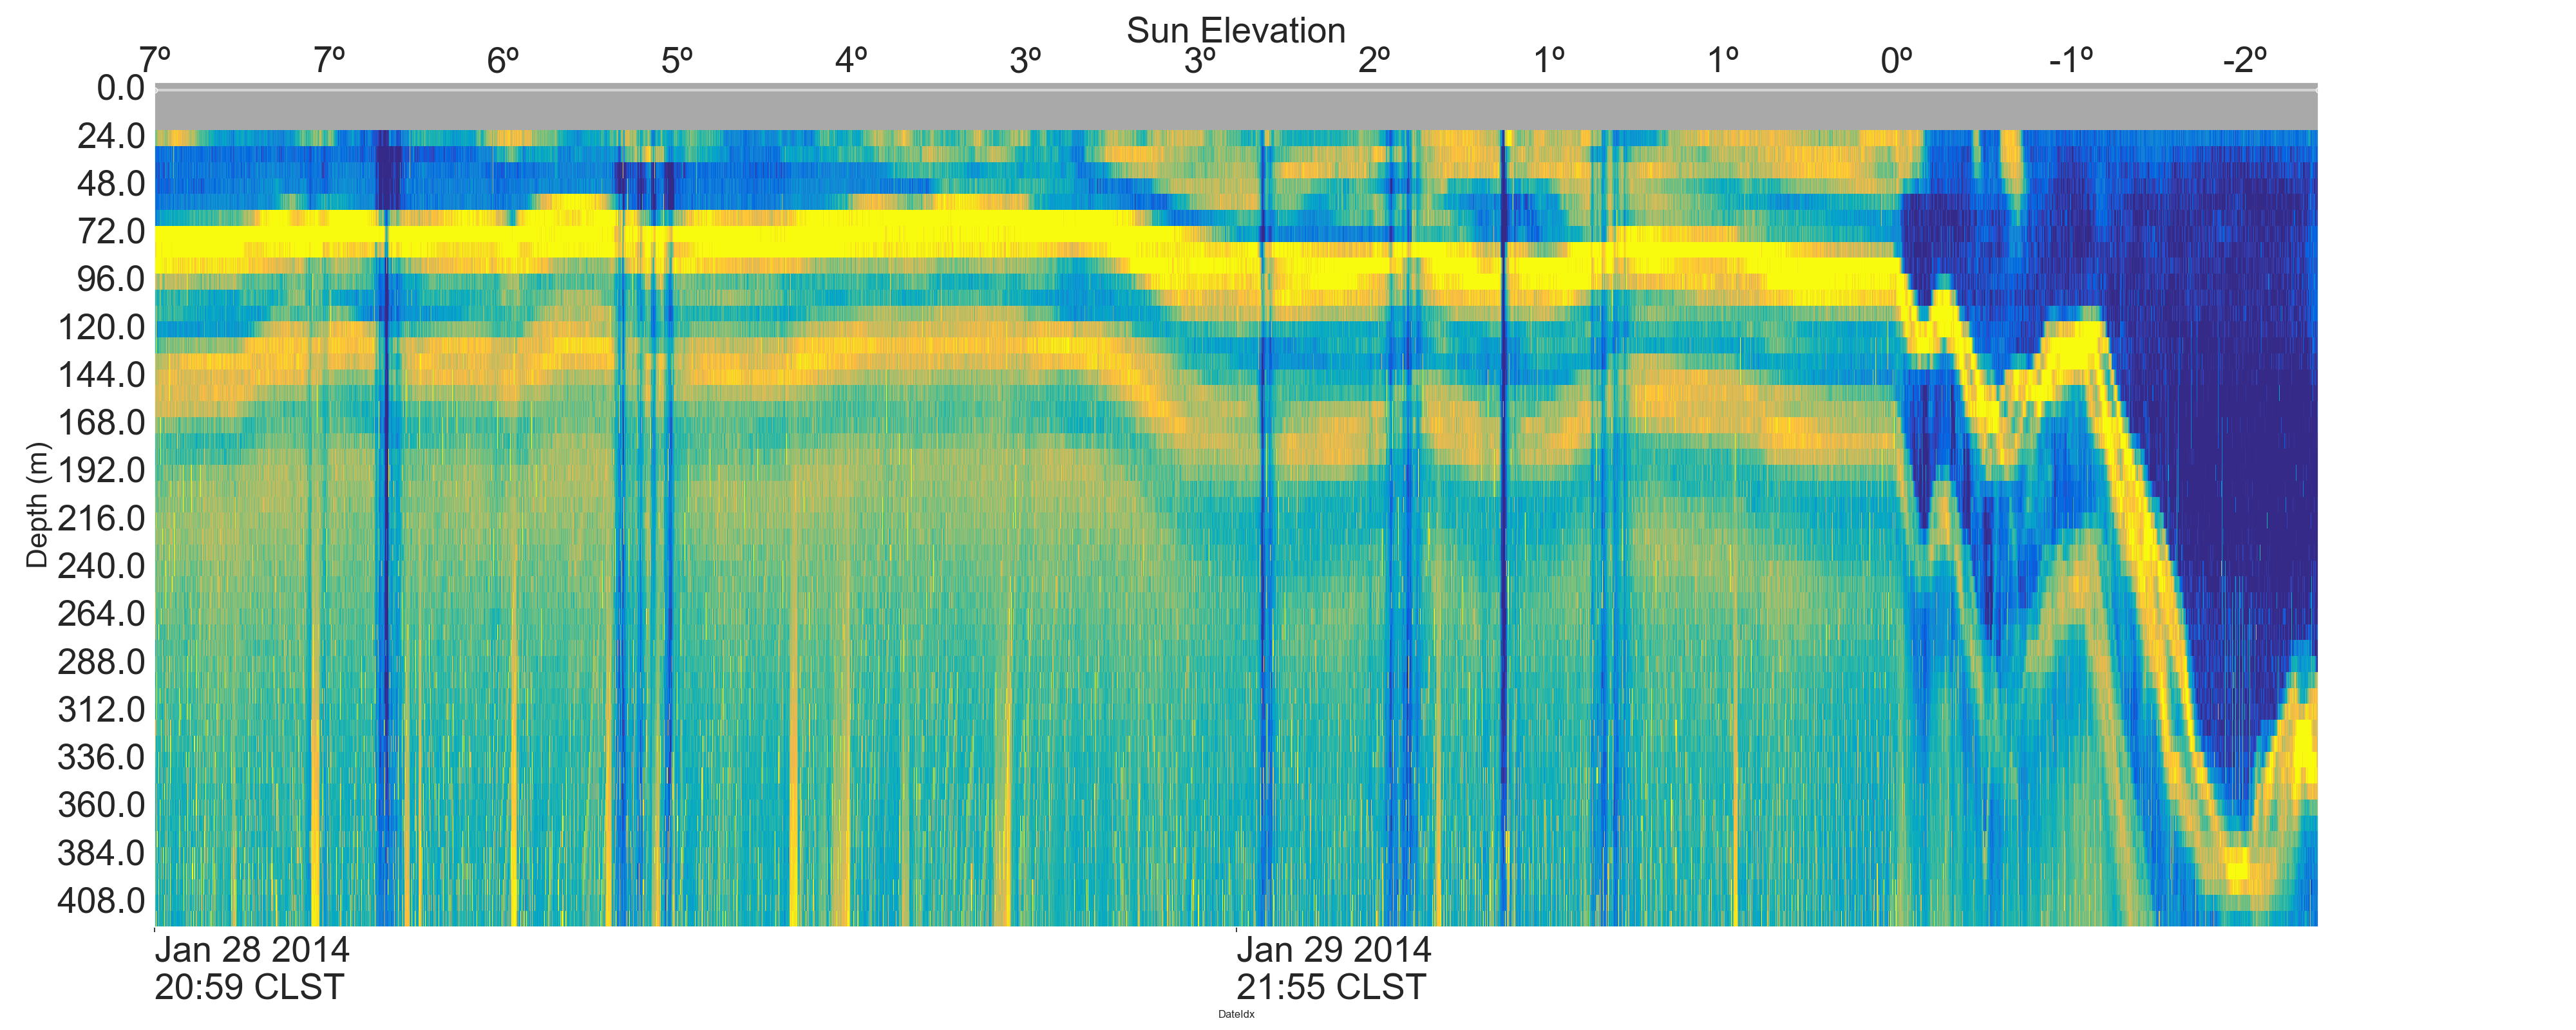 Sun Elevation
7º 7º 6º 5º 4º 3º 3º 2º 1º 1º 0º -1º -2º
0.0
24.0
48.0
72.0
96.0
120.0
144.0
168.0
192.0
216.0
240.0
264.0
288.0
312.0
336.0
360.0
384.0
408.0
Depth (m)
Jan 28 2014
20:59 CLST
Jan 29 2014
21:55 CLST
DateIdx